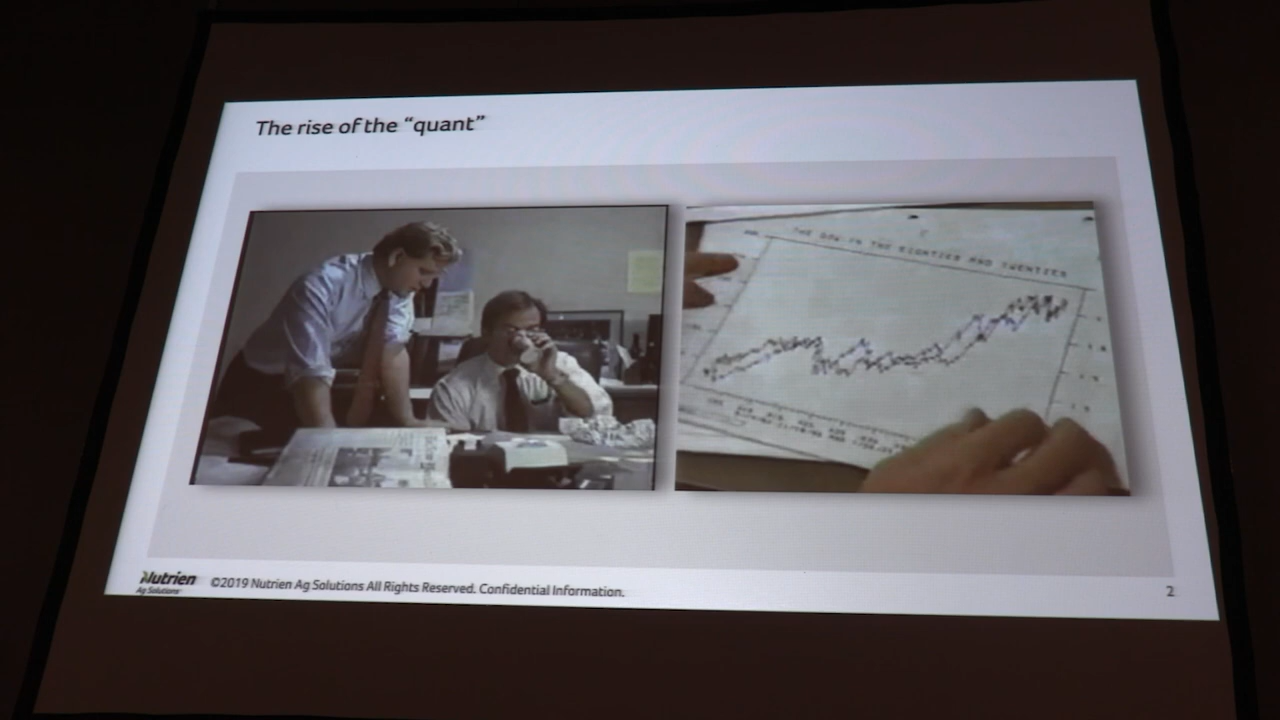 The rise of the “quant”
THE DOW IN THE EIGHTIES AND TWENTIES
Nutrien
Ag Solutions
©2019 Nutrien Ag Solutions All Rights Reserved. Confidential Information.
2